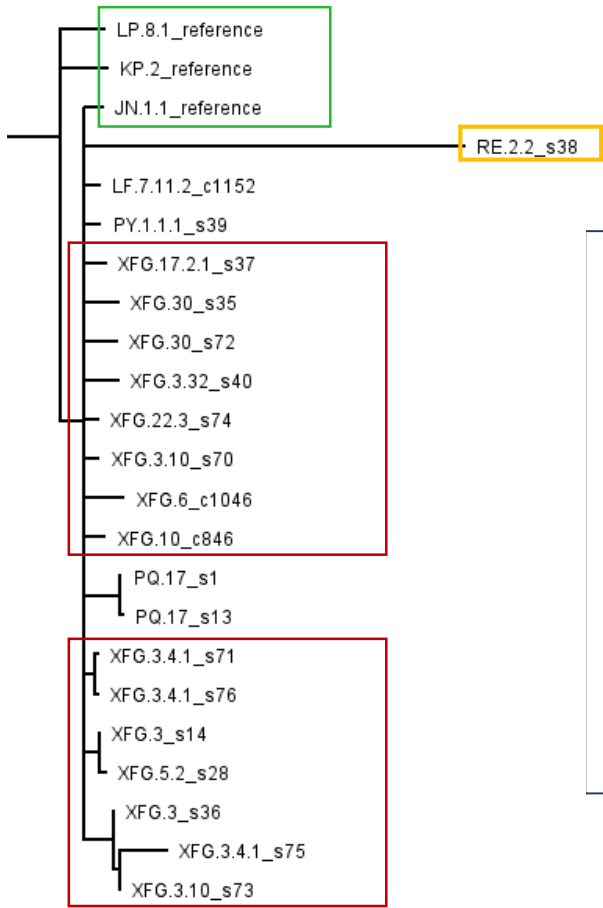 LP.8.1_reference
KP.2_reference
JN.1.1_reference
RE.2.2_s38
LF.7.11.2_c1152
PY.1.1.1_s39
XFG.17.2.1_s37
XFG.30_s35
XFG.30_s72
XFG.3.32_s40
XFG.22.3_s74
XFG.3.10_s70
XFG.6_c1046
XFG.10_c846
PQ.17_s1
PQ.17_s13
XFG.3.4.1_s71
XFG.3.4.1_s76
XFG.3_s14
XFG.5.2_s28
XFG.3_s36
XFG.3.4.1_s75
XFG.3.10_s73